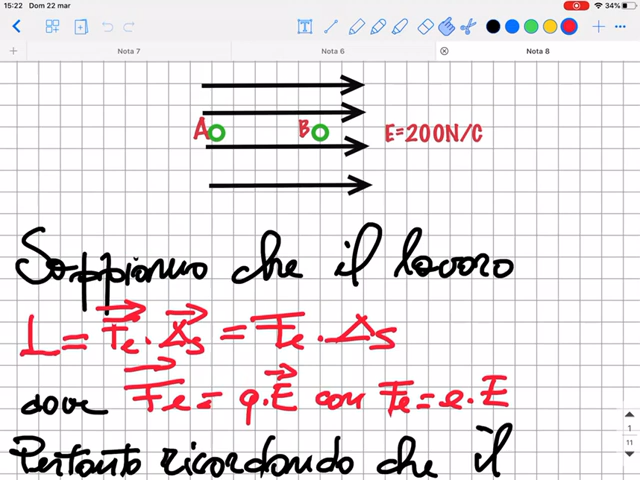 15:22 Dom 22 mar 34%
Nota 7 Nota 6 Nota 8
A B E=200N/C
Sappiamo che il lavoro
L = Fe · Δs = Fe · Δs
dove Fe = q·E con Fe = e·E
Pertanto ricordando che il
1
11